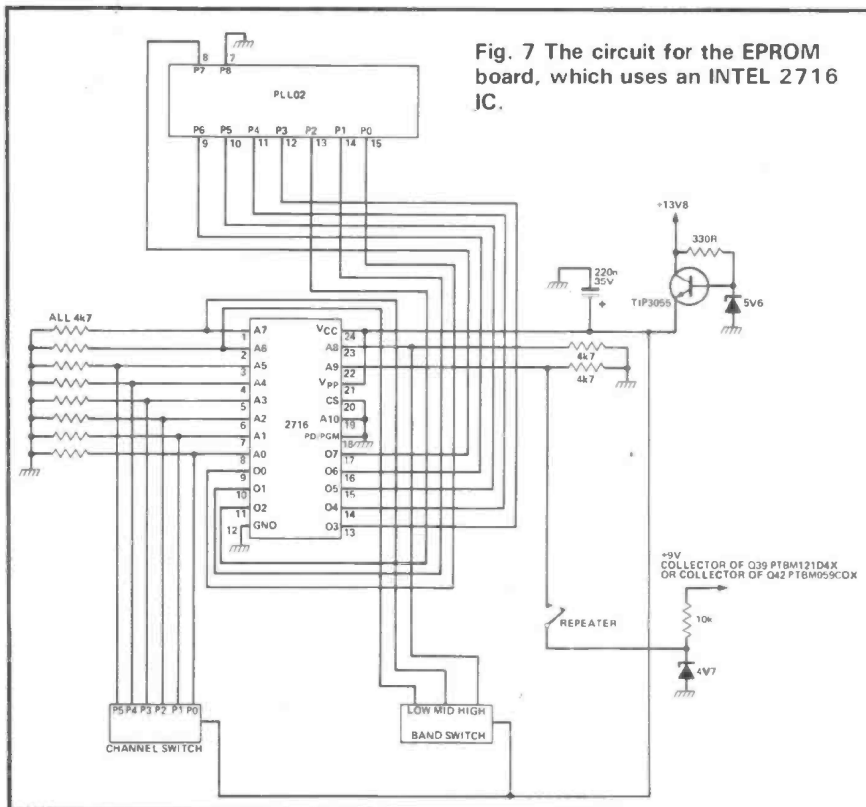 Fig. 7 The circuit for the EPROM
board, which uses an INTEL 2716
IC.
P7 P8
8 7
PLL02
P6 P5 P4 P3 P2 P1 P0
9 10 11 12 13 14 15
+13V8
330R
220n
35V
+
TIP3055
5V6
ALL 4k7
A7 1
A6 2
A5 3
A4 4
A3 5
A2 6
A1 7
A0 8
O0 9
O1 10
O2 11
GNO 12
2716
VCC 24
A8 23
A9 22
VPP 21
CS 20
A10 19
PD/PGM 18
O7 17
O6 16
O5 15
O4 14
O3 13
4k7
4k7
+9V
COLLECTOR OF Q39 PTBM121D4X
OR COLLECTOR OF Q42 PTBM059COX
REPEATER
10k
4V7
P5 P4 P3 P2 P1 P0
CHANNEL SWITCH
LOW MID HIGH
BAND SWITCH